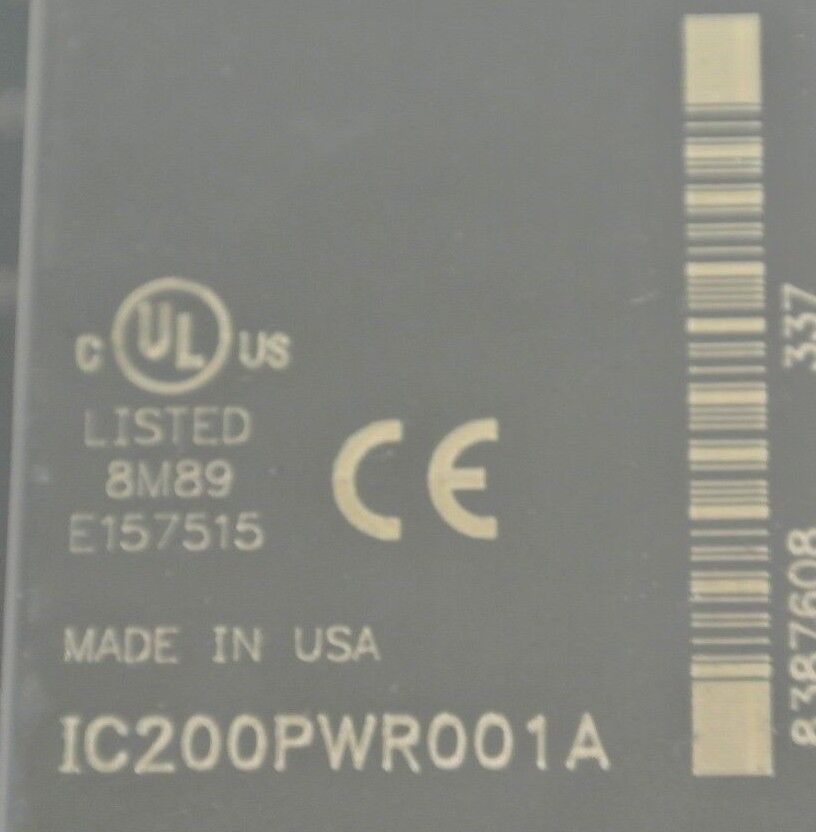 C UL US
LISTED
8M89
E157515
CE
MADE IN USA
IC200PWR001A
337
8387608